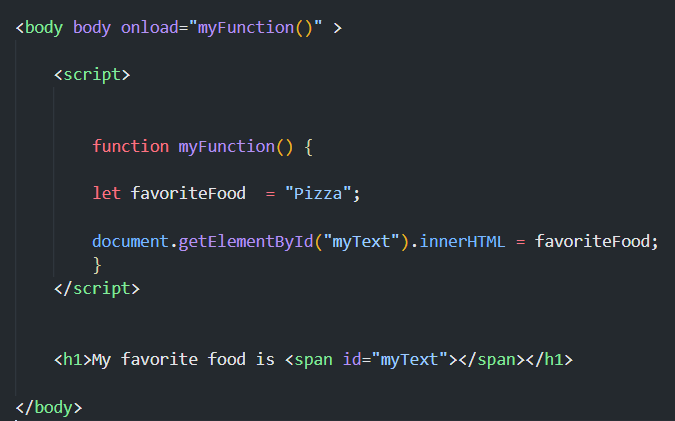 <body body onload="myFunction()" >
<script>
function myFunction() {
let favoriteFood  = "Pizza";
document.getElementById("myText").innerHTML = favoriteFood;
}
</script>
<h1>My favorite food is <span id="myText"></span></h1>
</body>